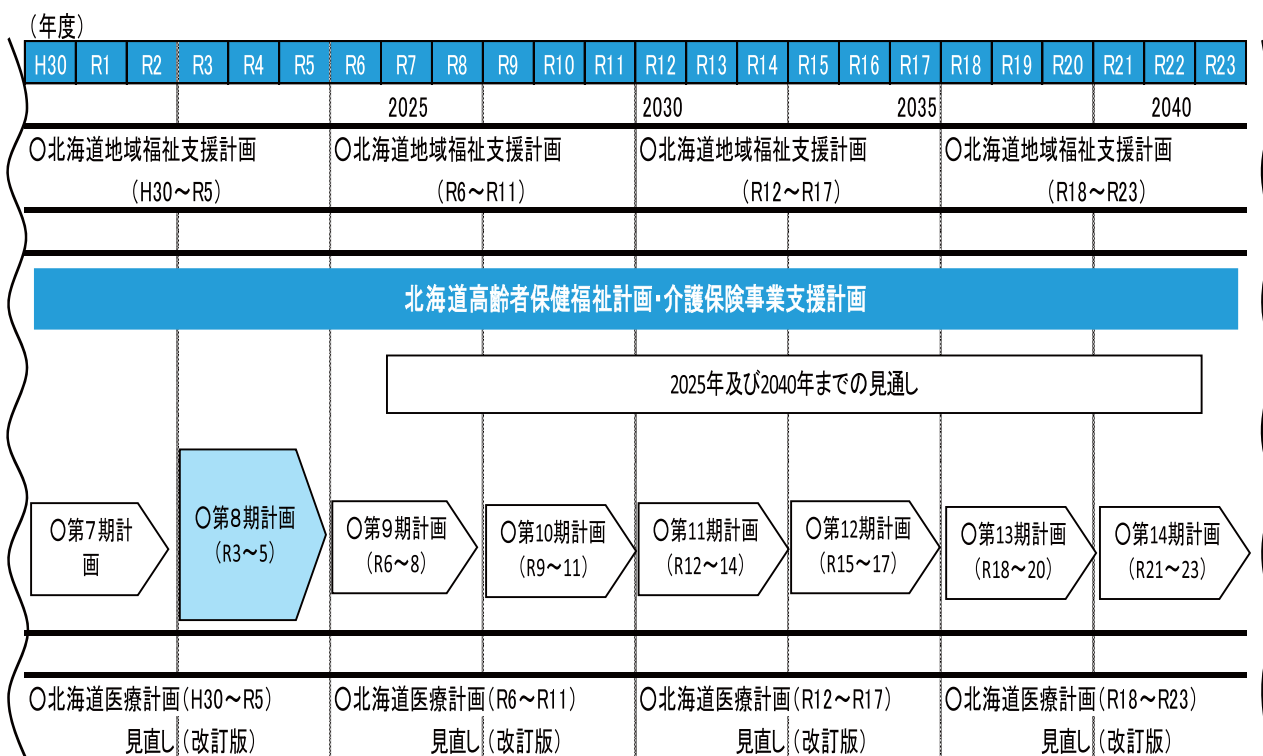 （年度）
H30 R1 R2 R3 R4 R5 R6 R7 R8 R9 R10 R11 R12 R13 R14 R15 R16 R17 R18 R19 R20 R21 R22 R23
2025 2030 2035 2040
○北海道地域福祉支援計画 ○北海道地域福祉支援計画 ○北海道地域福祉支援計画 ○北海道地域福祉支援計画
（H30～R5） （R6～R11） （R12～R17） （R18～R23）
北海道高齢者保健福祉計画・介護保険事業支援計画
2025年及び2040年までの見通し
○第7期計
画
○第8期計画
（R3～5）
○第9期計画
（R6～8）
○第10期計画
（R9～11）
○第11期計画
（R12～14）
○第12期計画
（R15～17）
○第13期計画
（R18～20）
○第14期計画
（R21～23）
○北海道医療計画（H30～R5） ○北海道医療計画（R6～R11） ○北海道医療計画（R12～R17） ○北海道医療計画（R18～R23）
見直し（改訂版） 見直し（改訂版） 見直し（改訂版） 見直し（改訂版）